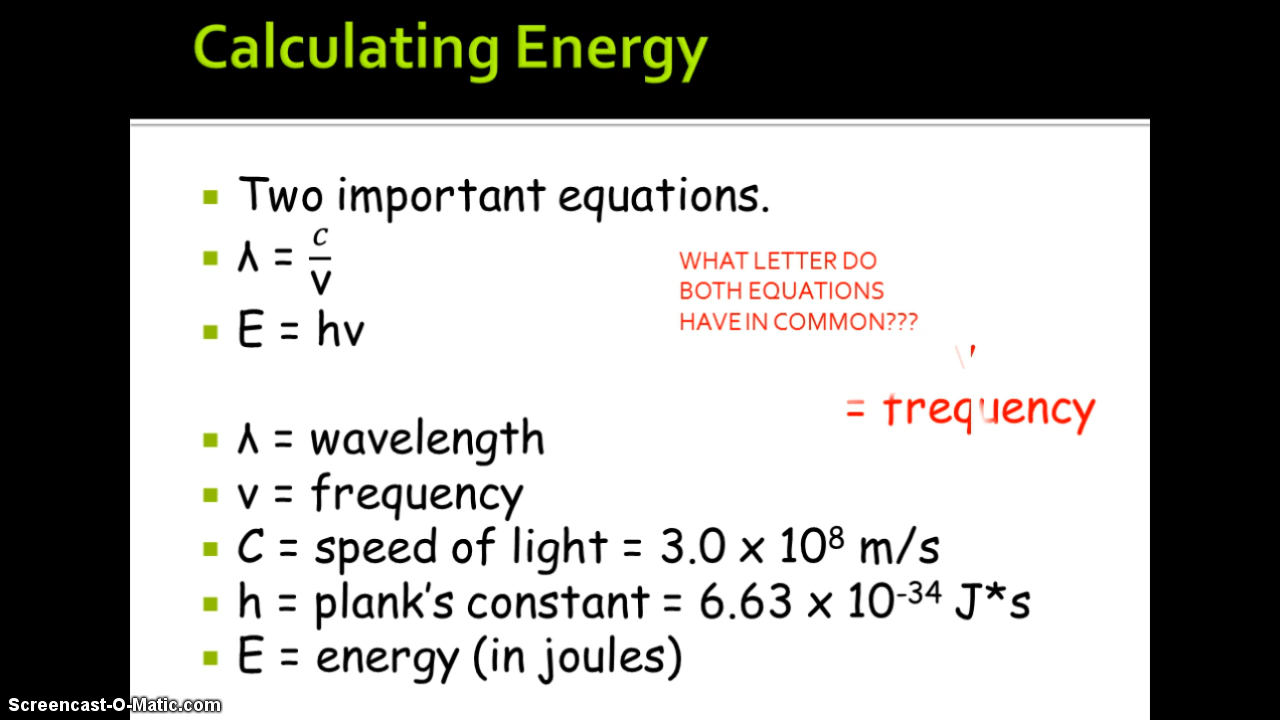 Calculating Energy
Two important equations.
λ = c/v
E = hv
WHAT LETTER DO
BOTH EQUATIONS
HAVE IN COMMON???
= frequency
λ = wavelength
v = frequency
C = speed of light = 3.0 x 10⁸ m/s
h = plank's constant = 6.63 x 10⁻³⁴ J*s
E = energy (in joules)
Screencast-O-Matic.com